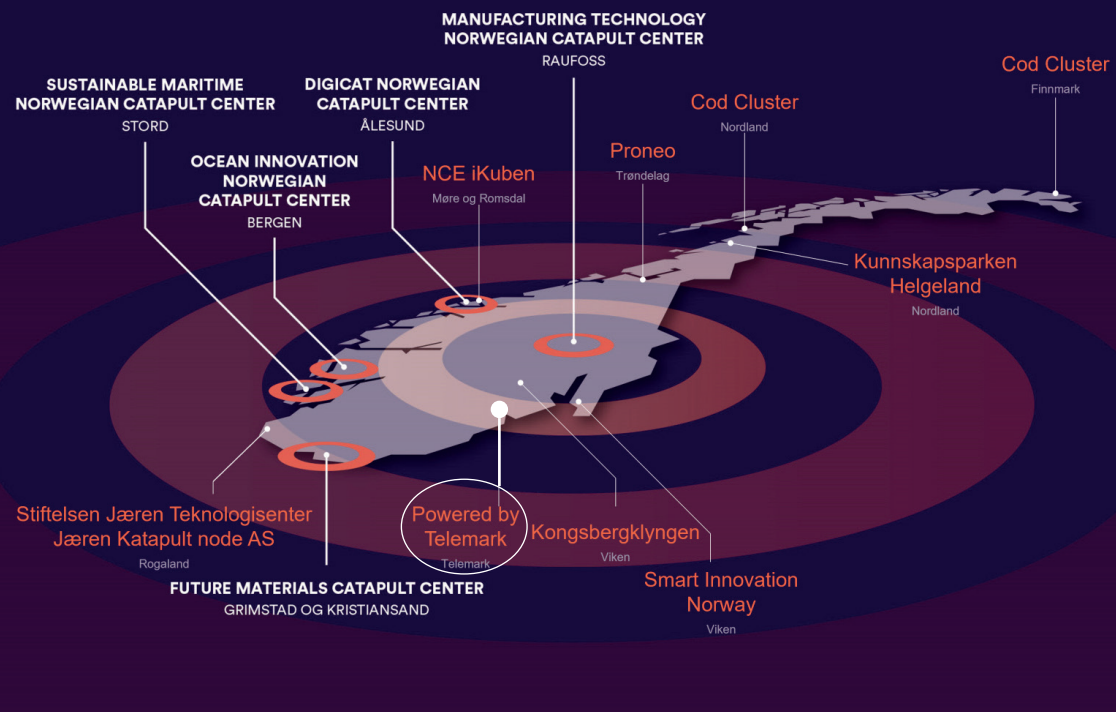 MANUFACTURING TECHNOLOGY
NORWEGIAN CATAPULT CENTER
RAUFOSS
Cod Cluster
Finnmark
SUSTAINABLE MARITIME
NORWEGIAN CATAPULT CENTER
STORD
DIGICAT NORWEGIAN
CATAPULT CENTER
ÅLESUND
Cod Cluster
Nordland
Proneo
Trøndelag
OCEAN INNOVATION
NORWEGIAN
CATAPULT CENTER
BERGEN
NCE iKuben
Møre og Romsdal
Kunnskapsparken
Helgeland
Nordland
Stiftelsen Jæren Teknologisenter
Jæren Katapult node AS
Rogaland
Powered by
Telemark
Telemark
Kongsbergklyngen
Viken
FUTURE MATERIALS CATAPULT CENTER
GRIMSTAD OG KRISTIANSAND
Smart Innovation
Norway
Viken